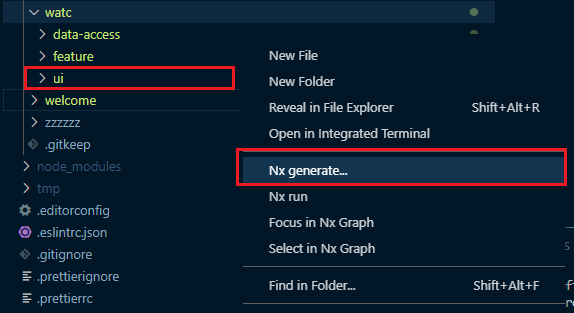 watc
data-access
feature
ui
welcome
zzzzzz
.gitkeep
node_modules
tmp
.editorconfig
.eslintrc.json
.gitignore
.prettierignore
.prettierrc
New File
New Folder
Reveal in File Explorer Shift+Alt+R
Open in Integrated Terminal
Nx generate...
Nx run
Focus in Nx Graph
Select in Nx Graph
Find in Folder... Shift+Alt+F